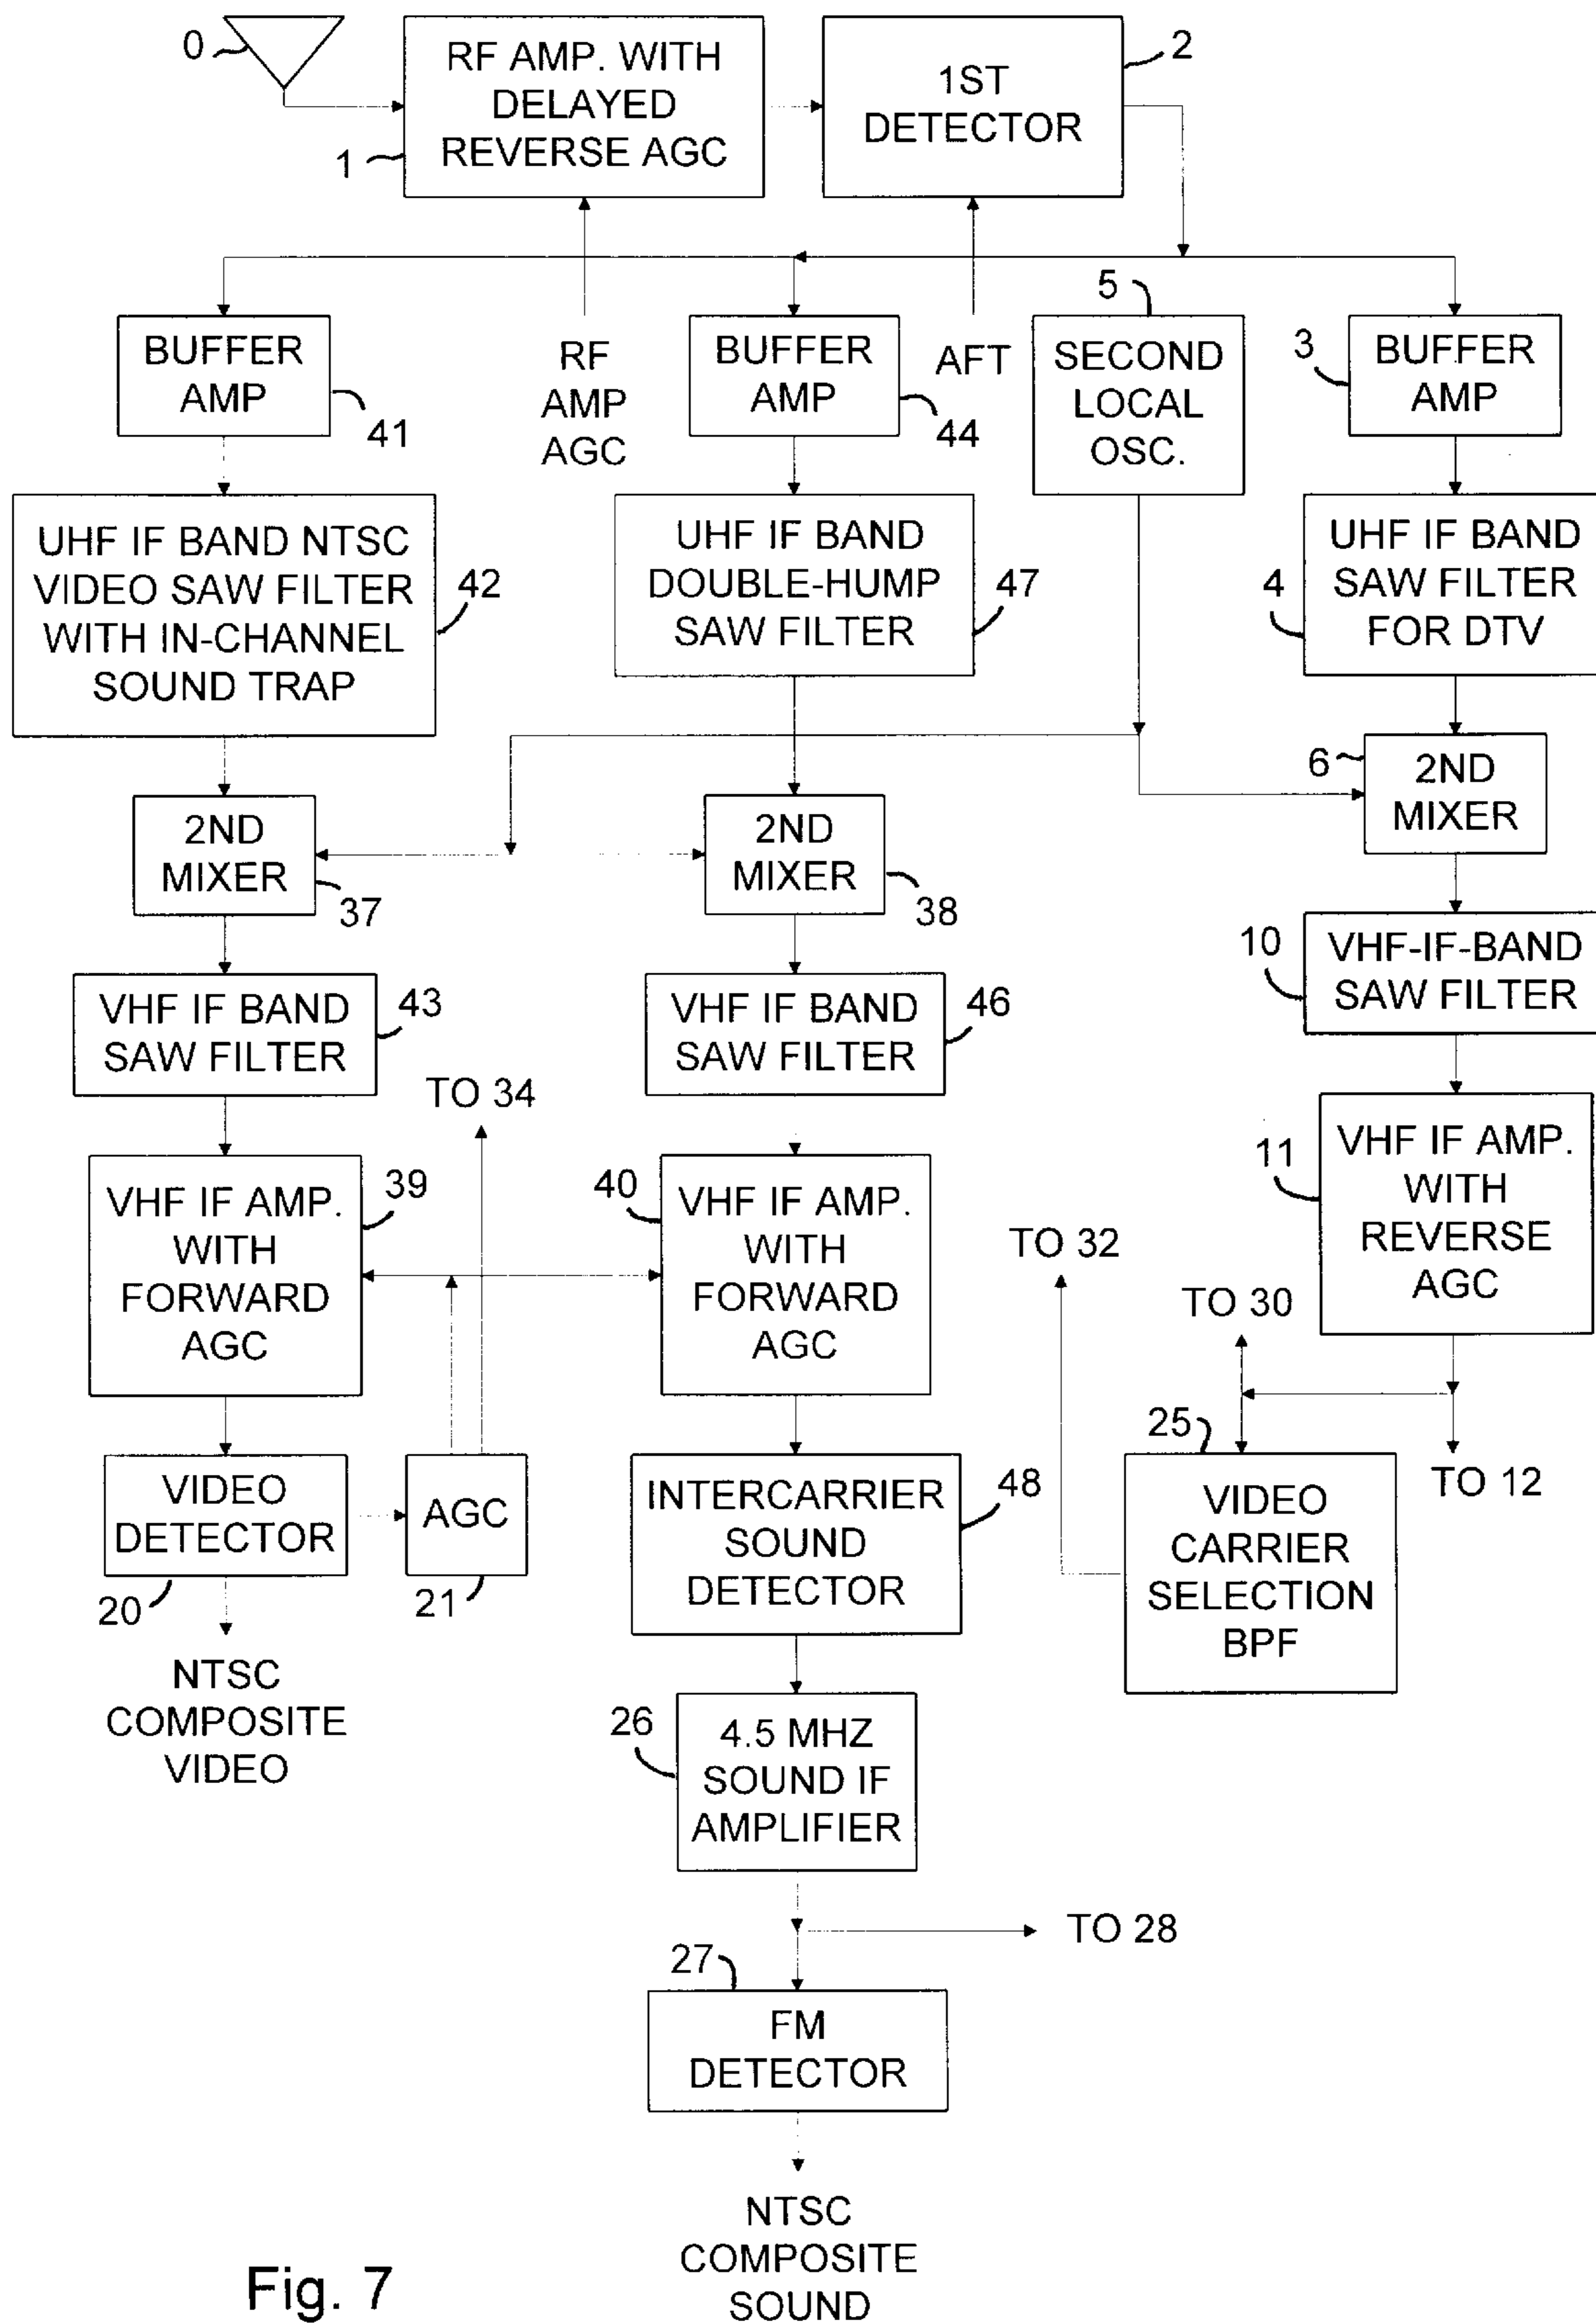 0
RF AMP. WITH
DELAYED
REVERSE AGC
1
1ST
DETECTOR
2
BUFFER
AMP
41
RF
AMP
AGC
BUFFER
AMP
44
AFT
5
SECOND
LOCAL
OSC.
3
BUFFER
AMP
UHF IF BAND NTSC
VIDEO SAW FILTER
WITH IN-CHANNEL
SOUND TRAP
42
UHF IF BAND
DOUBLE-HUMP
SAW FILTER
47
4
UHF IF BAND
SAW FILTER
FOR DTV
2ND
MIXER
37
2ND
MIXER
38
6
2ND
MIXER
VHF IF BAND
SAW FILTER
43
VHF IF BAND
SAW FILTER
46
10
VHF-IF-BAND
SAW FILTER
TO 34
VHF IF AMP.
WITH
FORWARD
AGC
39
40
VHF IF AMP.
WITH
FORWARD
AGC
11
VHF IF AMP.
WITH
REVERSE
AGC
TO 32
TO 30
VIDEO
DETECTOR
20
AGC
21
INTERCARRIER
SOUND
DETECTOR
48
25
VIDEO
CARRIER
SELECTION
BPF
TO 12
NTSC
COMPOSITE
VIDEO
26
4.5 MHZ
SOUND IF
AMPLIFIER
TO 28
27
FM
DETECTOR
NTSC
COMPOSITE
SOUND
Fig. 7